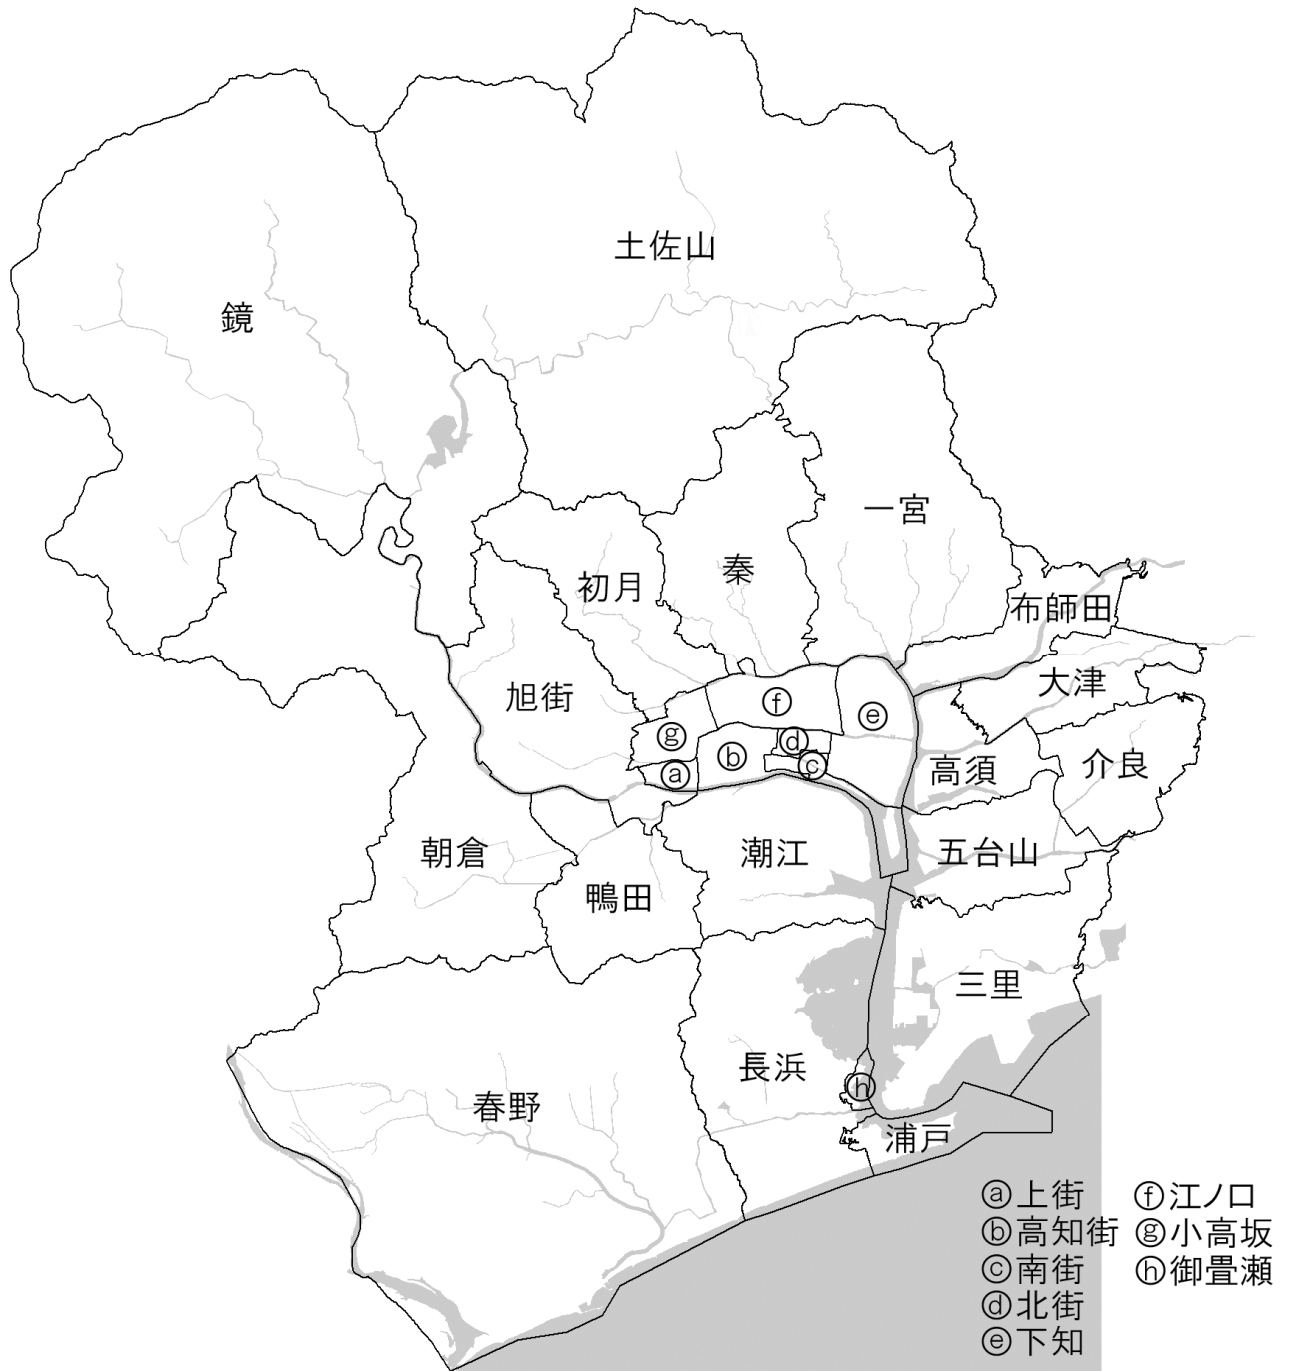 土佐山
鏡
一宮
秦
初月
布師田
大津
旭街
ⓕ
ⓔ
ⓖ
ⓓ
ⓑ
ⓒ
ⓐ
高須
介良
朝倉
潮江
五台山
鴨田
三里
長浜
ⓗ
春野
浦戸
ⓐ上街
ⓑ高知街
ⓒ南街
ⓓ北街
ⓔ下知
ⓕ江ノ口
ⓖ小高坂
ⓗ御畳瀬